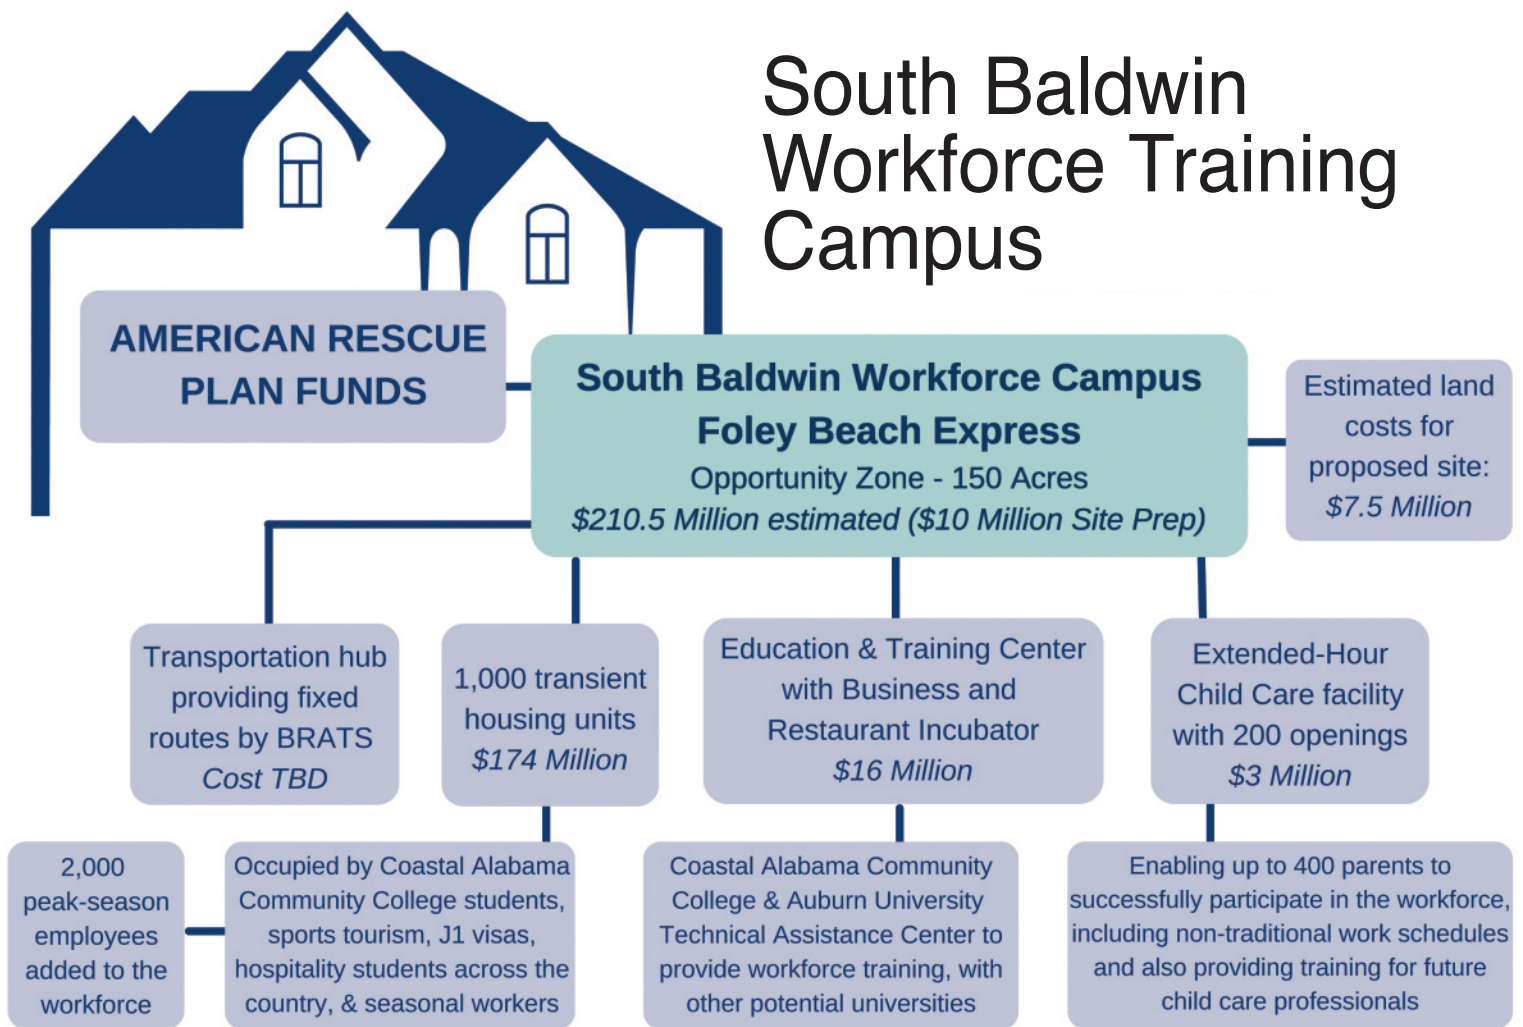 South Baldwin
Workforce Training
Campus
AMERICAN RESCUE
PLAN FUNDS
South Baldwin Workforce Campus
Foley Beach Express
Opportunity Zone - 150 Acres
$210.5 Million estimated ($10 Million Site Prep)
Estimated land
costs for
proposed site:
$7.5 Million
Transportation hub
providing fixed
routes by BRATS
Cost TBD
1,000 transient
housing units
$174 Million
Education & Training Center
with Business and
Restaurant Incubator
$16 Million
Extended-Hour
Child Care facility
with 200 openings
$3 Million
2,000
peak-season
employees
added to the
workforce
Occupied by Coastal Alabama
Community College students,
sports tourism, J1 visas,
hospitality students across the
country, & seasonal workers
Coastal Alabama Community
College & Auburn University
Technical Assistance Center to
provide workforce training, with
other potential universities
Enabling up to 400 parents to
successfully participate in the workforce,
including non-traditional work schedules
and also providing training for future
child care professionals